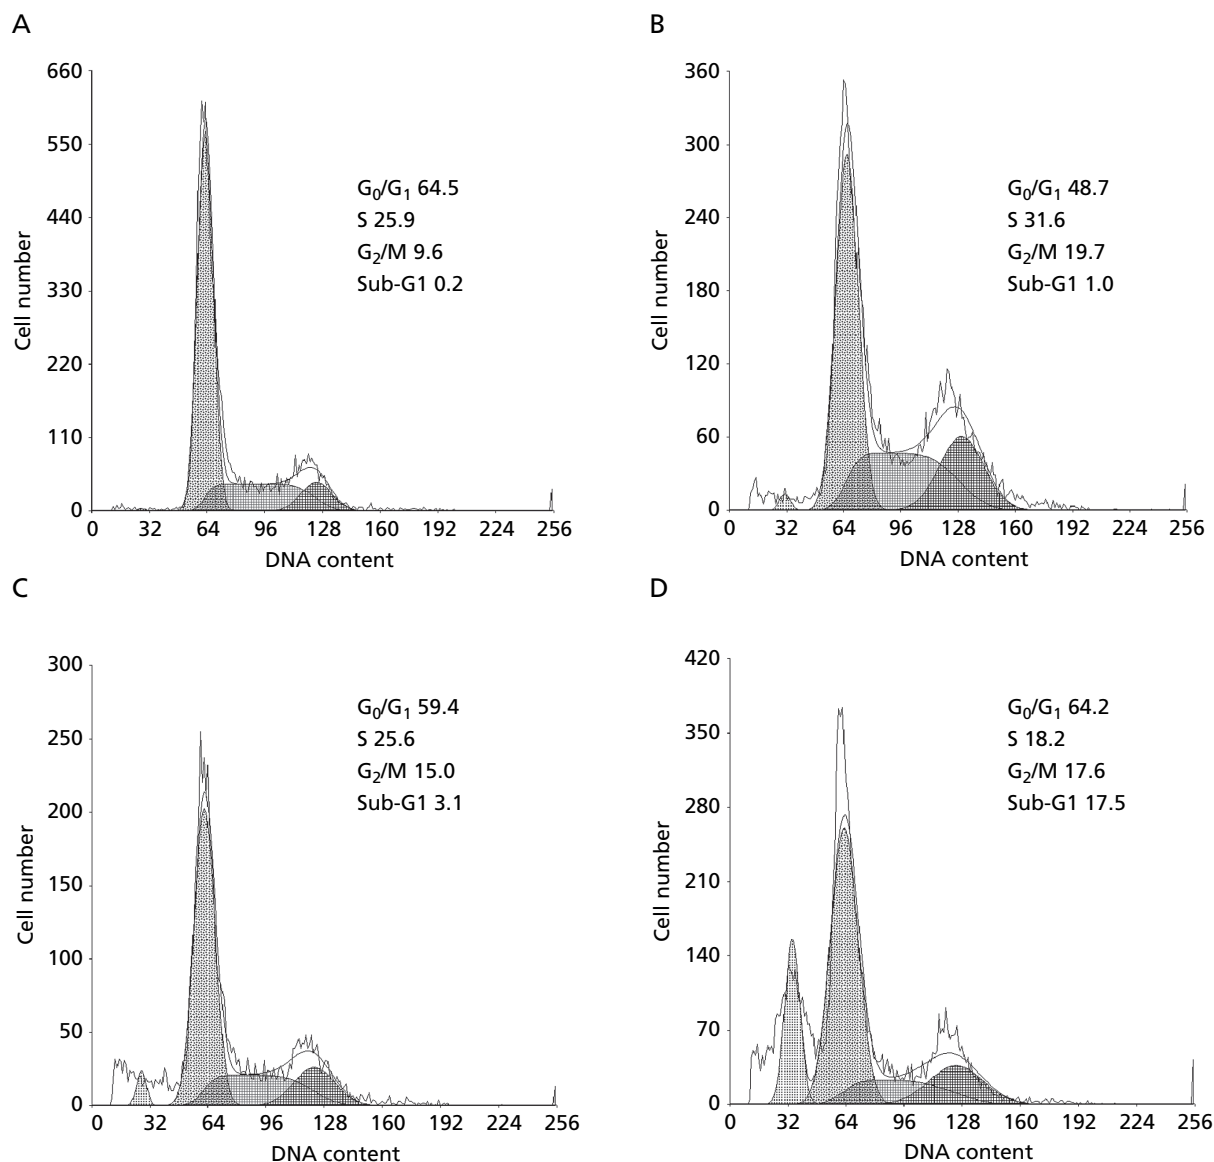 A
660
550
440
330
220
110
0
Cell number
G₀/G₁ 64.5
S 25.9
G₂/M 9.6
Sub-G1 0.2
0 32 64 96 128 160 192 224 256
DNA content
B
360
300
240
180
120
60
0
Cell number
G₀/G₁ 48.7
S 31.6
G₂/M 19.7
Sub-G1 1.0
0 32 64 96 128 160 192 224 256
DNA content
C
300
250
200
150
100
50
0
Cell number
G₀/G₁ 59.4
S 25.6
G₂/M 15.0
Sub-G1 3.1
0 32 64 96 128 160 192 224 256
DNA content
D
420
350
280
210
140
70
0
Cell number
G₀/G₁ 64.2
S 18.2
G₂/M 17.6
Sub-G1 17.5
0 32 64 96 128 160 192 224 256
DNA content